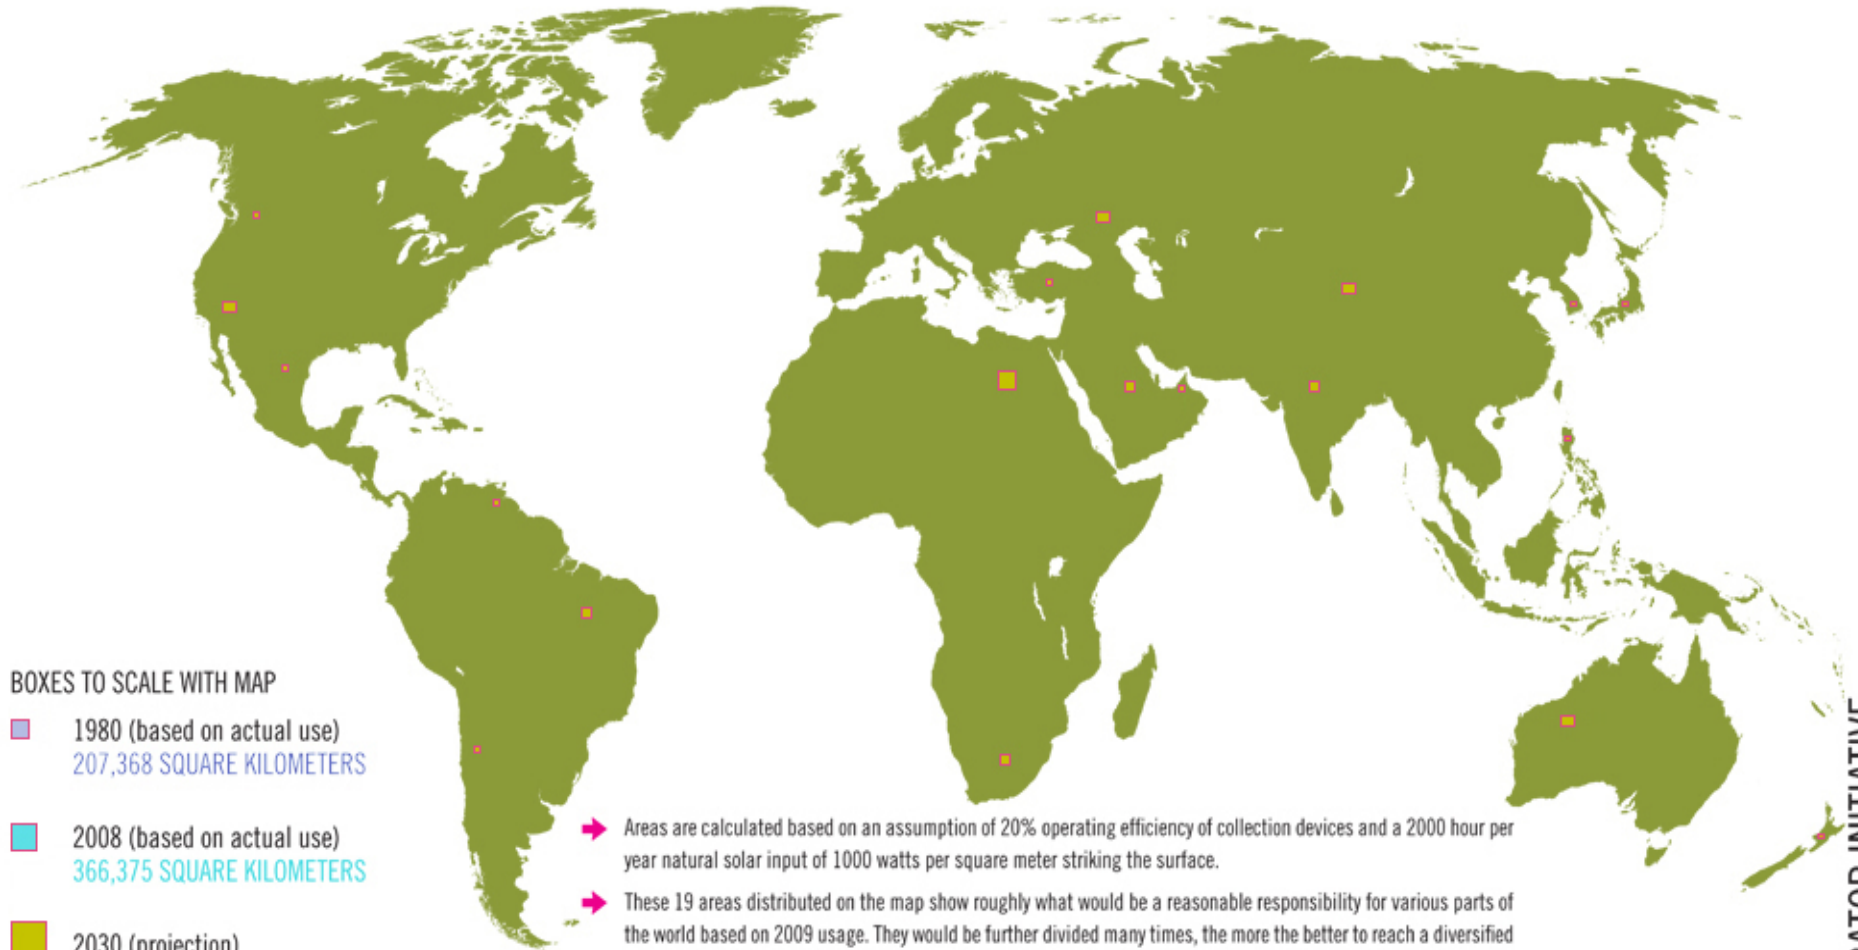 BOXES TO SCALE WITH MAP
1980 (based on actual use)
207,368 SQUARE KILOMETERS
2008 (based on actual use)
366,375 SQUARE KILOMETERS
2030 (projection)
Areas are calculated based on an assumption of 20% operating efficiency of collection devices and a 2000 hour per
year natural solar input of 1000 watts per square meter striking the surface.
These 19 areas distributed on the map show roughly what would be a reasonable responsibility for various parts of
the world based on 2009 usage. They would be further divided many times, the more the better to reach a diversified
INITIATIVE